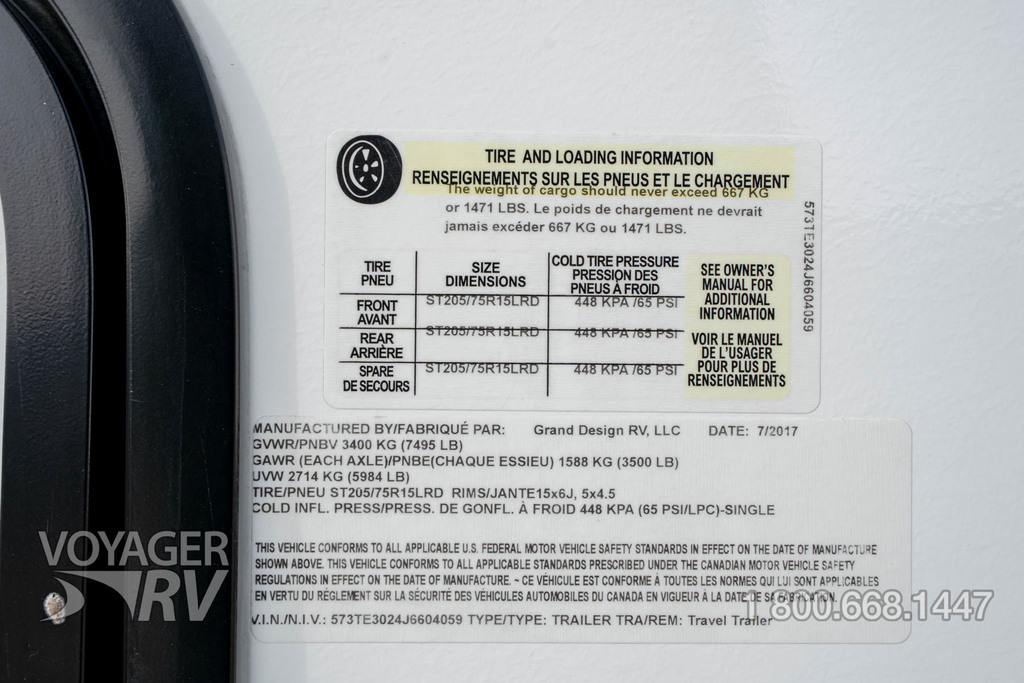 TIRE AND LOADING INFORMATION
RENSEIGNEMENTS SUR LES PNEUS ET LE CHARGEMENT
The weight of cargo should never exceed 667 KG
or 1471 LBS. Le poids de chargement ne devrait
jamais excéder 667 KG ou 1471 LBS.
573TE3024J6604059
TIRE
PNEU
SIZE
DIMENSIONS
COLD TIRE PRESSURE
PRESSION DES
PNEUS À FROID
FRONT
AVANT
ST205/75R15LRD
448 KPA /65 PSI
REAR
ARRIÈRE
ST205/75R15LRD
448 KPA /65 PSI
SPARE
DE SECOURS
ST205/75R15LRD
448 KPA /65 PSI
SEE OWNER'S
MANUAL FOR
ADDITIONAL
INFORMATION
VOIR LE MANUEL
DE L'USAGER
POUR PLUS DE
RENSEIGNEMENTS
MANUFACTURED BY/FABRIQUÉ PAR: Grand Design RV, LLC DATE: 7/2017
GVWR/PNBV 3400 KG (7495 LB)
GAWR (EACH AXLE)/PNBE(CHAQUE ESSIEU) 1588 KG (3500 LB)
UVW 2714 KG (5984 LB)
TIRE/PNEU ST205/75R15LRD RIMS/JANTE15x6J, 5x4.5
COLD INFL. PRESS/PRESS. DE GONFL. À FROID 448 KPA (65 PSI/LPC)-SINGLE
THIS VEHICLE CONFORMS TO ALL APPLICABLE U.S. FEDERAL MOTOR VEHICLE SAFETY STANDARDS IN EFFECT ON THE DATE OF MANUFACTURE
SHOWN ABOVE. THIS VEHICLE CONFORMS TO ALL APPLICABLE STANDARDS PRESCRIBED UNDER THE CANADIAN MOTOR VEHICLE SAFETY
REGULATIONS IN EFFECT ON THE DATE OF MANUFACTURE. ~ CE VÉHICULE EST CONFORME À TOUTES LES NORMES QUI LUI SONT APPLICABLES
EN VERTU DU RÈGLEMENT SUR LA SÉCURITÉ DES VÉHICULES AUTOMOBILES DU CANADA EN VIGUEUR À LA DATE DE SA FABRICATION.
V.I.N./N.I.V.: 573TE3024J6604059 TYPE/TYPE: TRAILER TRA/REM: Travel Trailer
VOYAGER
RV
1 800.668.1447